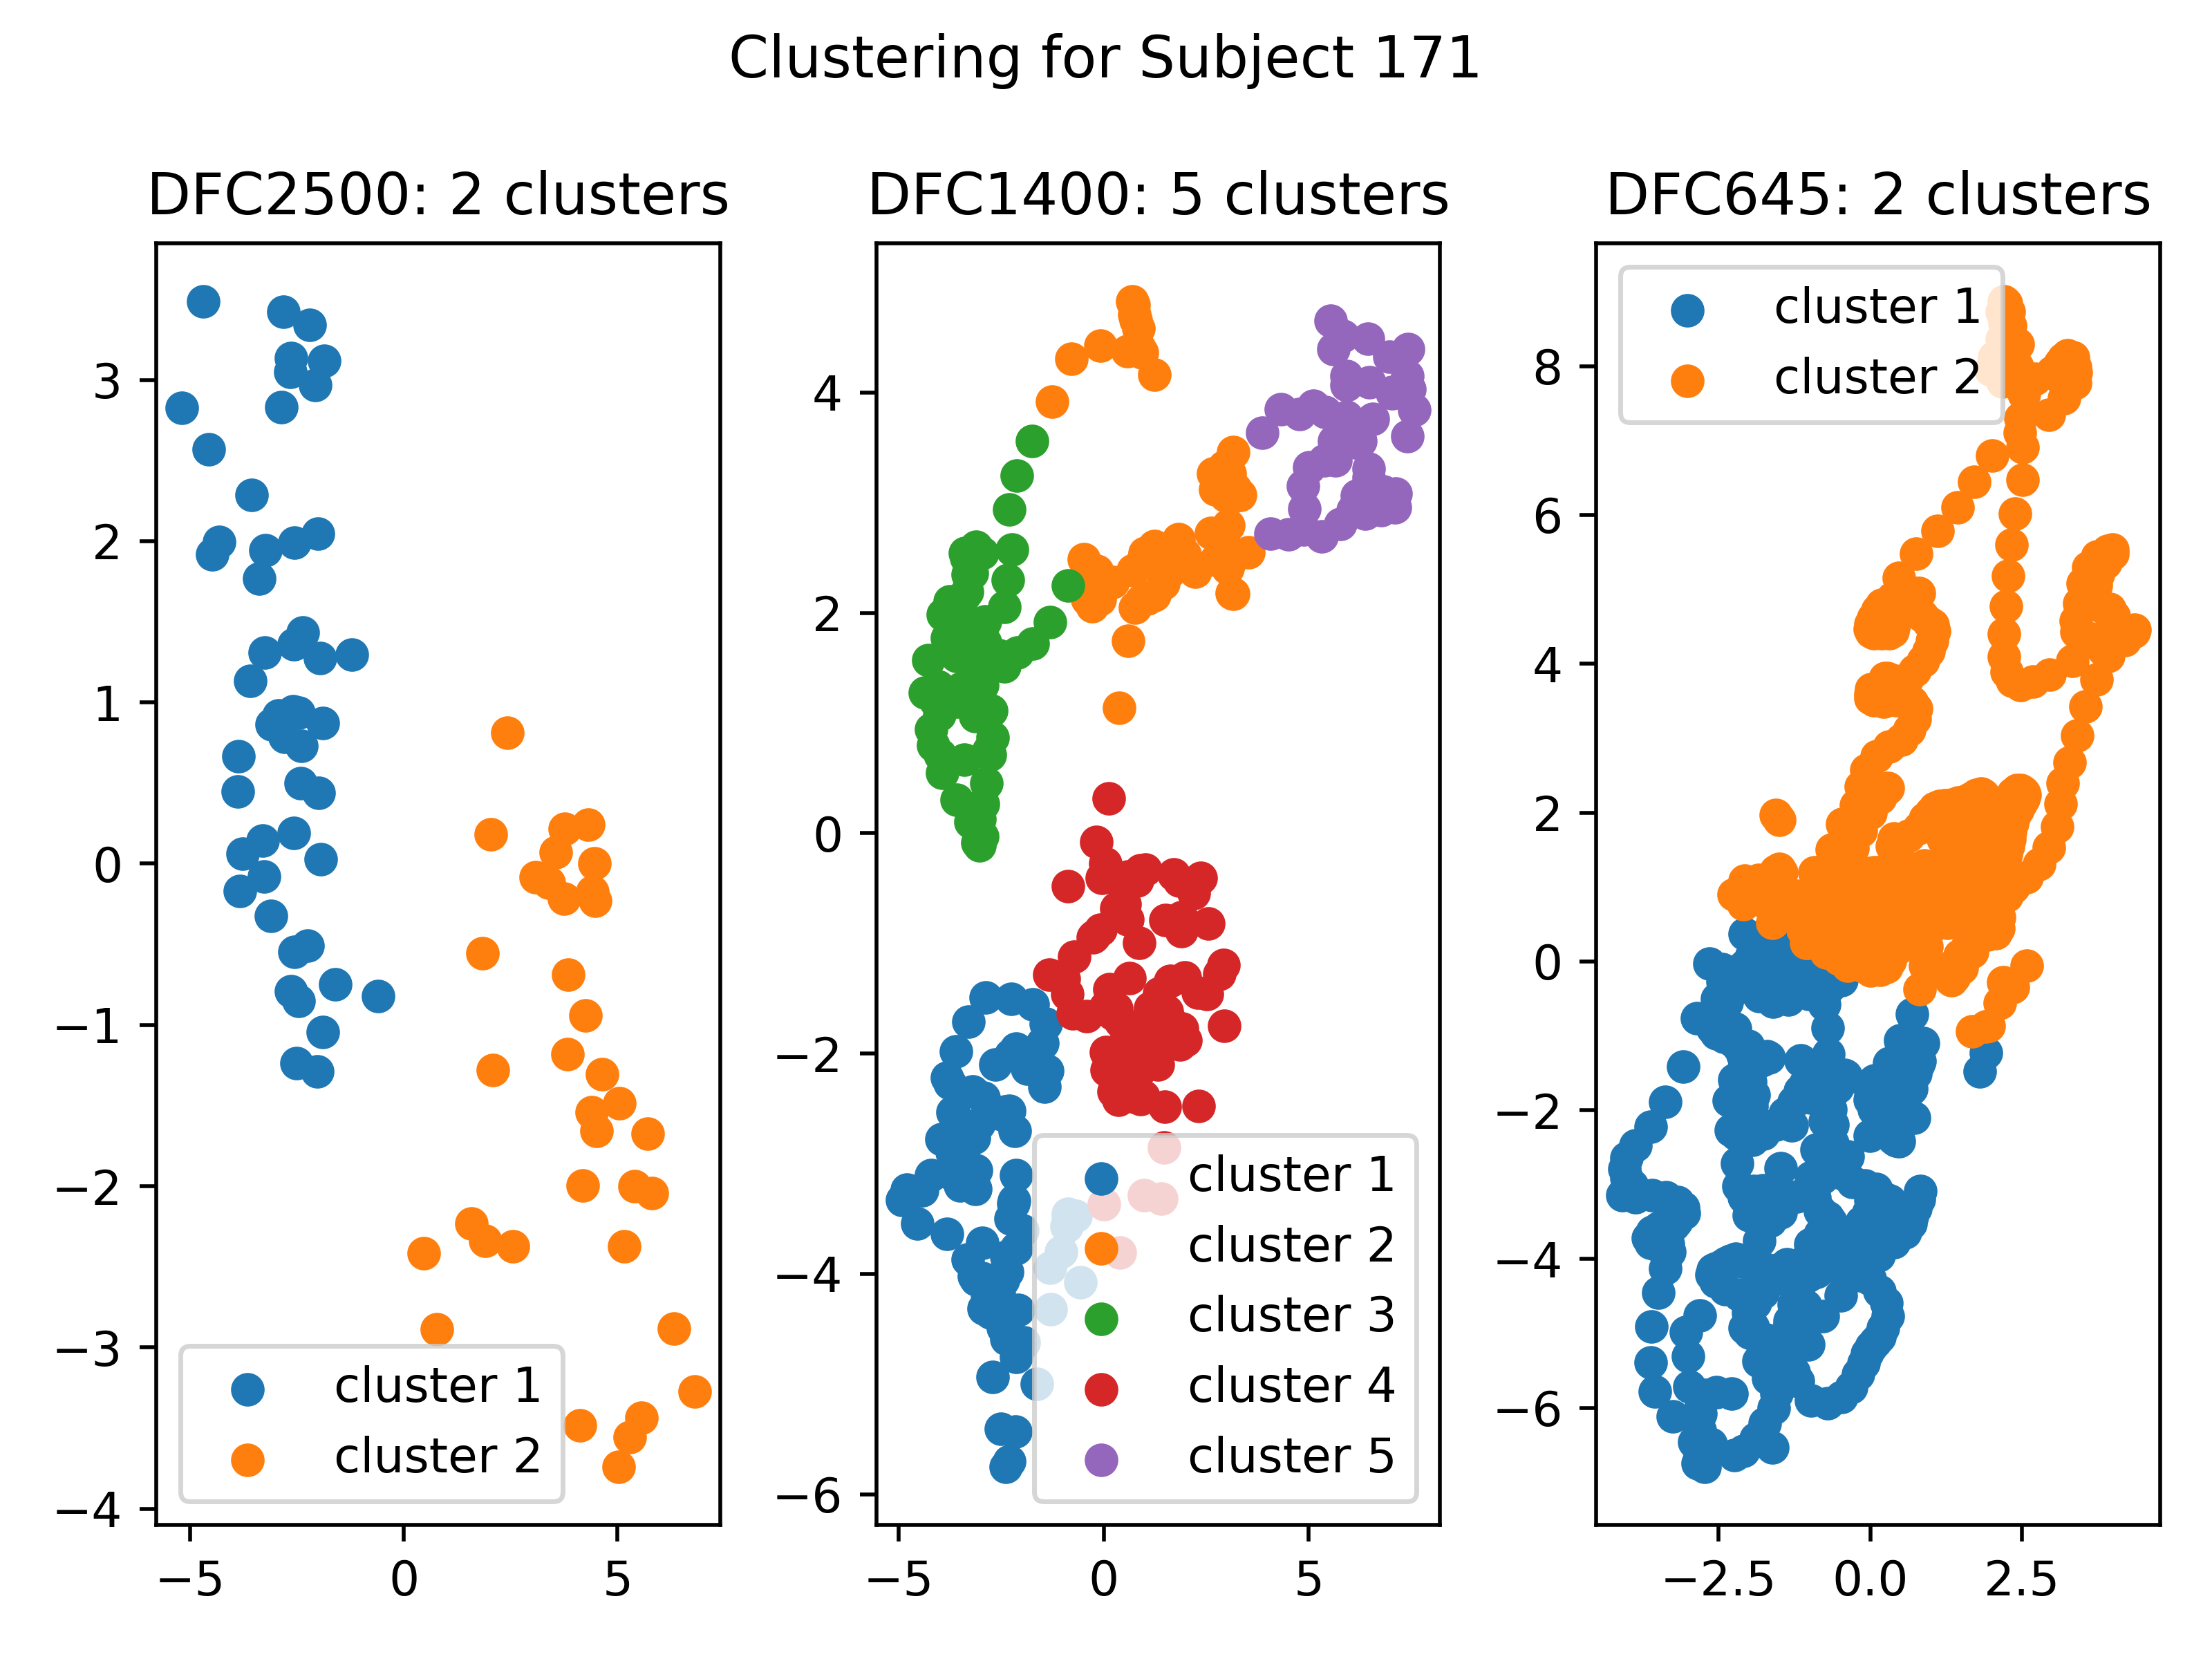 Clustering for Subject 171
DFC2500: 2 clusters
3
2
1
0
−1
−2
−3
−4
−5
0
5
cluster 1
cluster 2
DFC1400: 5 clusters
4
2
0
−2
−4
−6
−5
0
5
cluster 1
cluster 2
cluster 3
cluster 4
cluster 5
DFC645: 2 clusters
cluster 1
cluster 2
8
6
4
2
0
−2
−4
−6
−2.5
0.0
2.5